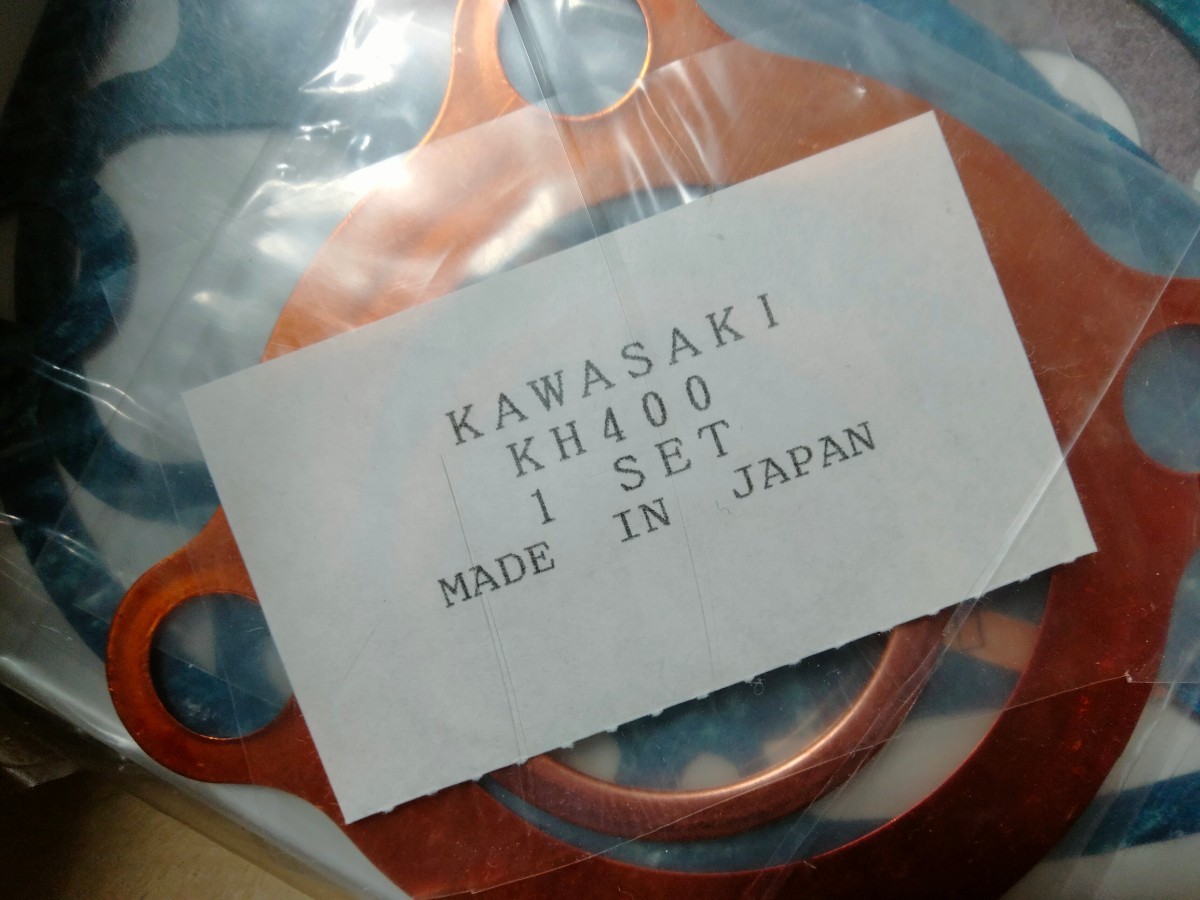 KAWASAKI
KH400
1 SET
MADE IN JAPAN